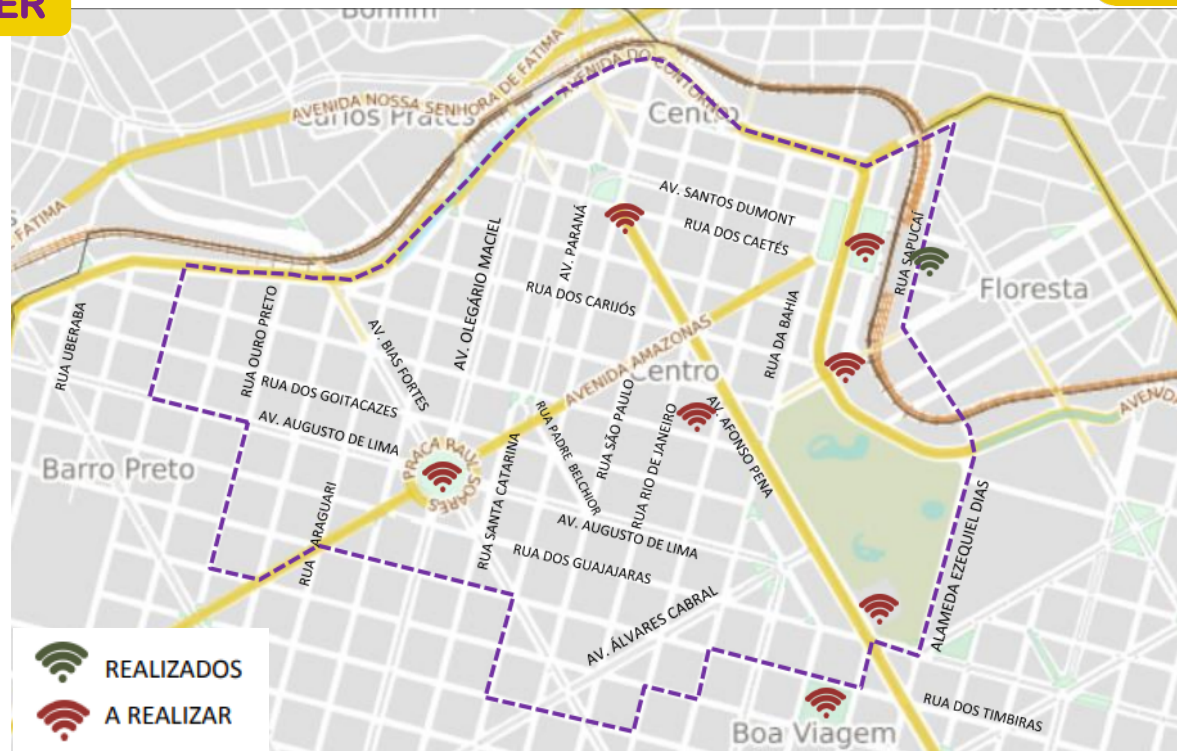 ER
Bonfim
AVENIDA NOSSA SENHORA DE FATIMA
Carlos Prates
AVENIDA DO CONTORNO
Centro
FATIMA
AV. SANTOS DUMONT
RUA DOS CAETÉS
AV. PARANÁ
AV. OLEGÁRIO MACIEL
RUA SAPUCAÍ
Floresta
RUA DOS CARIJÓS
RUA UBERABA
RUA OURO PRETO
AV. BIAS FORTES
AVENIDA AMAZONAS
RUA DA BAHIA
Centro
RUA DOS GOITACAZES
AV. AUGUSTO DE LIMA
RUA PADRE BELCHIOR
RUA SÃO PAULO
RUA RIO DE JANEIRO
AV. AFONSO PENA
AVENIDA
Barro Preto
PRAÇA RAUL SOARES
RUA SANTA CATARINA
RUA ARAGUARI
AV. AUGUSTO DE LIMA
RUA DOS GUAJAJARAS
AV. ÁLVARES CABRAL
ALAMEDA EZEQUIEL DIAS
REALIZADOS
A REALIZAR
RUA DOS TIMBIRAS
Boa Viagem